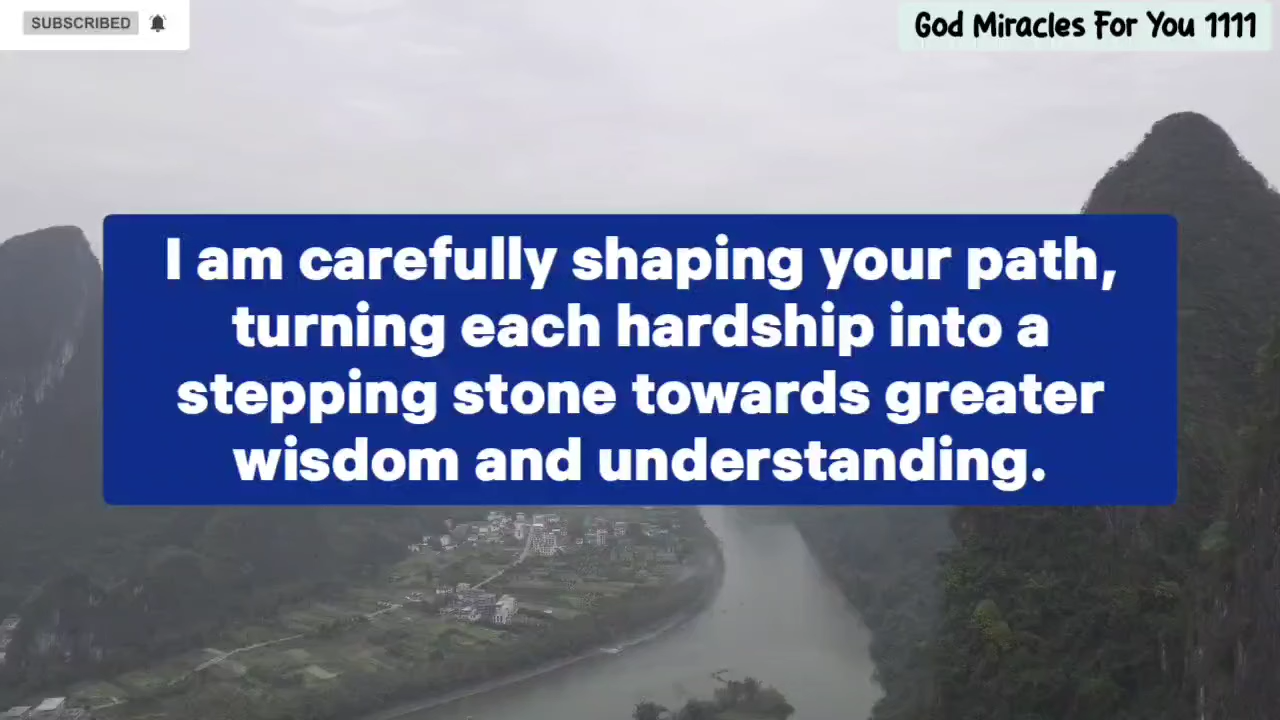 SUBSCRIBED
God Miracles For You 1111
I am carefully shaping your path,
turning each hardship into a
stepping stone towards greater
wisdom and understanding.